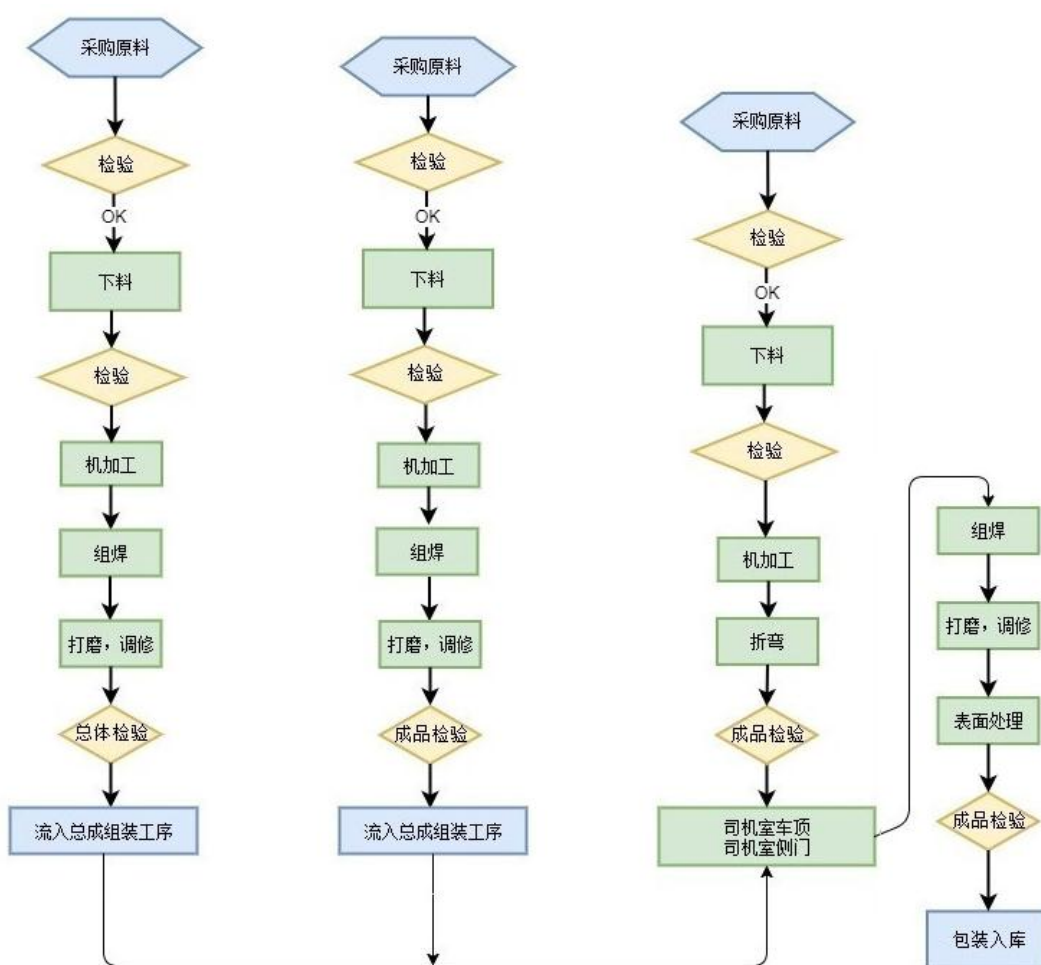 采购原料
检验
OK
下料
检验
机加工
组焊
打磨，调修
总体检验
流入总成组装工序
采购原料
检验
OK
下料
检验
机加工
组焊
打磨，调修
成品检验
流入总成组装工序
采购原料
检验
OK
下料
检验
机加工
折弯
成品检验
司机室车顶
司机室侧门
组焊
打磨，调修
表面处理
成品检验
包装入库